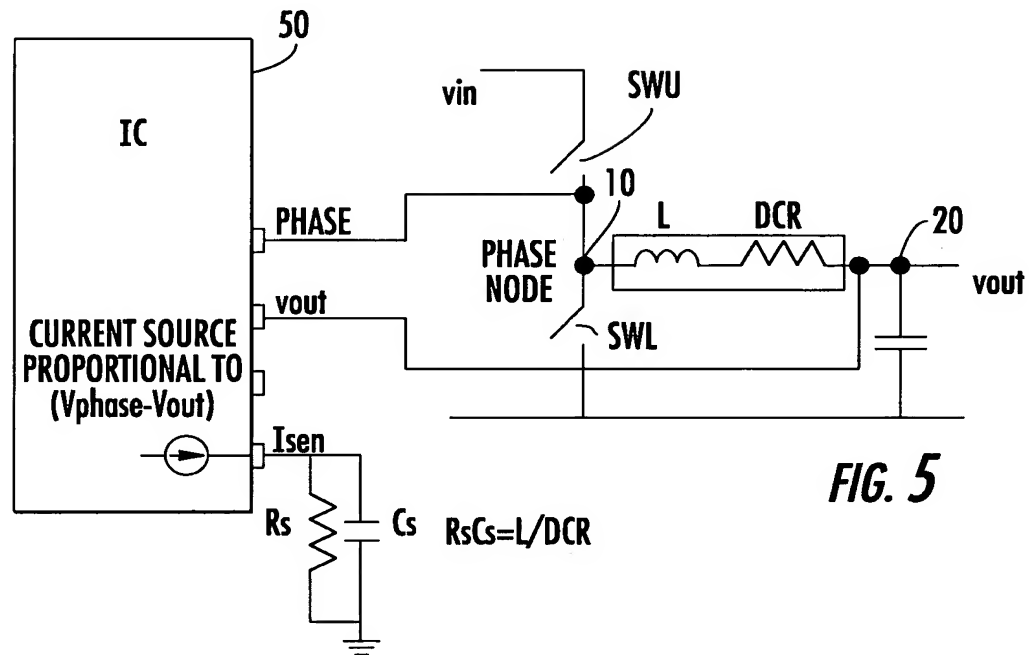 50
IC
vin
SWU
10
PHASE
L
DCR
20
PHASE
NODE
vout
vout
SWL
CURRENT SOURCE
PROPORTIONAL TO
(Vphase-Vout)
Isen
Rs
Cs
RsCs=L/DCR
FIG. 5